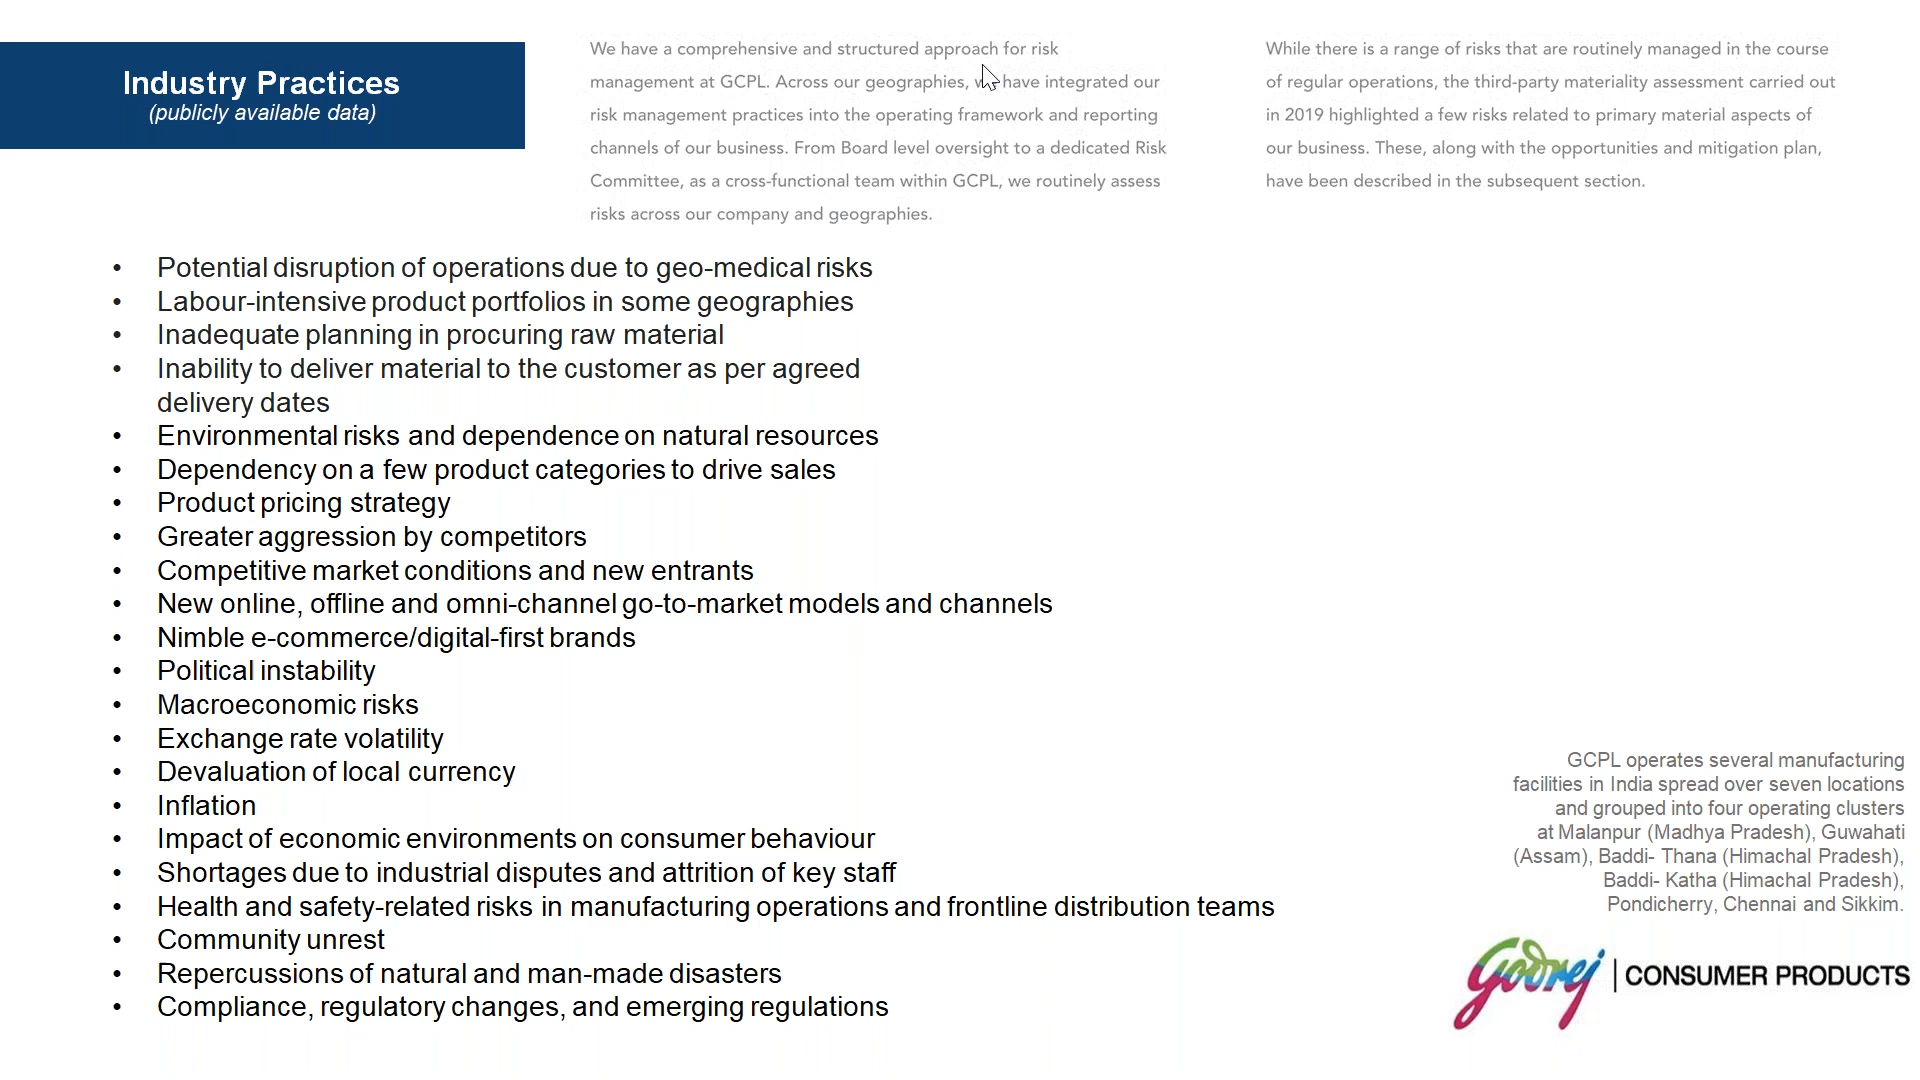 Industry Practices
(publicly available data)
We have a comprehensive and structured approach for risk
management at GCPL. Across our geographies, we have integrated our
risk management practices into the operating framework and reporting
channels of our business. From Board level oversight to a dedicated Risk
Committee, as a cross-functional team within GCPL, we routinely assess
risks across our company and geographies.
While there is a range of risks that are routinely managed in the course
of regular operations, the third-party materiality assessment carried out
in 2019 highlighted a few risks related to primary material aspects of
our business. These, along with the opportunities and mitigation plan,
have been described in the subsequent section.
• Potential disruption of operations due to geo-medical risks
• Labour-intensive product portfolios in some geographies
• Inadequate planning in procuring raw material
• Inability to deliver material to the customer as per agreed
delivery dates
• Environmental risks and dependence on natural resources
• Dependency on a few product categories to drive sales
• Product pricing strategy
• Greater aggression by competitors
• Competitive market conditions and new entrants
• New online, offline and omni-channel go-to-market models and channels
• Nimble e-commerce/digital-first brands
• Political instability
• Macroeconomic risks
• Exchange rate volatility
• Devaluation of local currency
• Inflation
• Impact of economic environments on consumer behaviour
• Shortages due to industrial disputes and attrition of key staff
• Health and safety-related risks in manufacturing operations and frontline distribution teams
• Community unrest
• Repercussions of natural and man-made disasters
• Compliance, regulatory changes, and emerging regulations
GCPL operates several manufacturing
facilities in India spread over seven locations
and grouped into four operating clusters
at Malanpur (Madhya Pradesh), Guwahati
(Assam), Baddi- Thana (Himachal Pradesh),
Baddi- Katha (Himachal Pradesh),
Pondicherry, Chennai and Sikkim.
Godrej | CONSUMER PRODUCTS